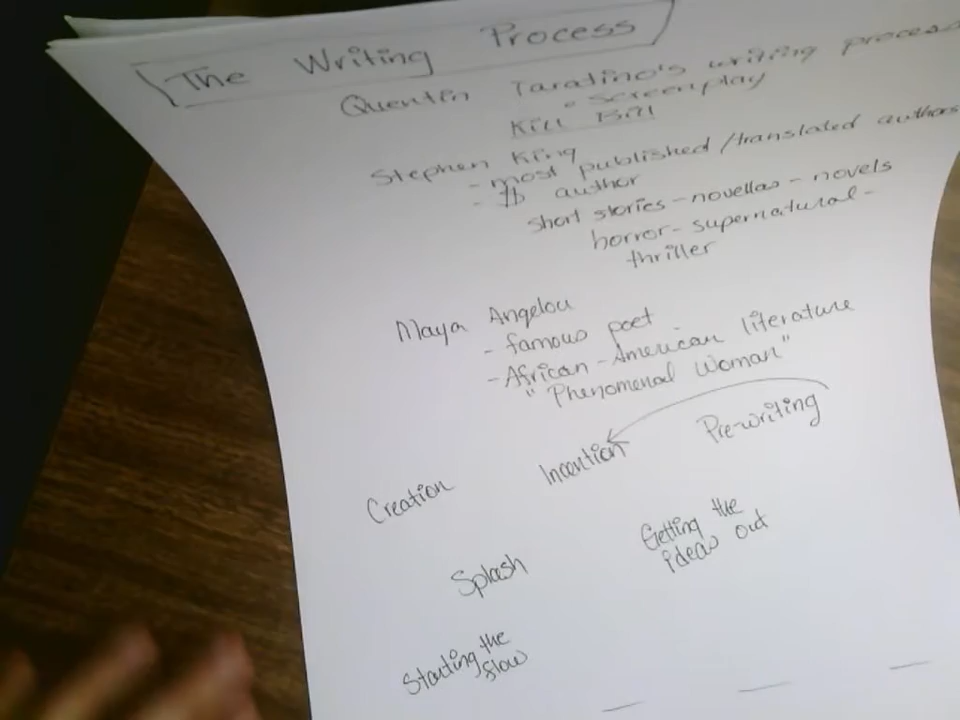 The Writing Process
Quentin Taratino's writing process
" Screenplay
Kill Bill
Stephen King
- most published/translated authors
- $ author
short stories - novellas - novels
horror - supernatural -
thriller
Maya Angelou
- famous poet
- African-American literature
"Phenomenal Woman"
Creation Incention Pre-writing
Splash Getting the
ideas out
Starting the
slow